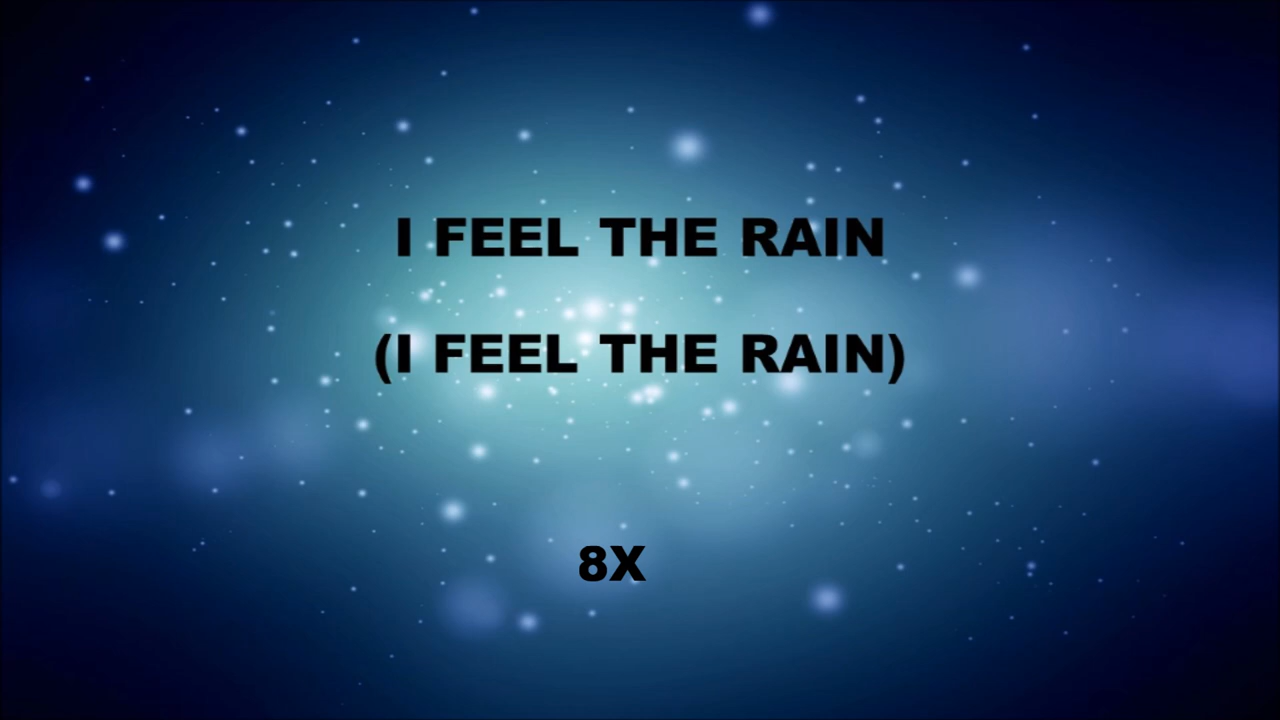 I FEEL THE RAIN
(I FEEL THE RAIN)
8X